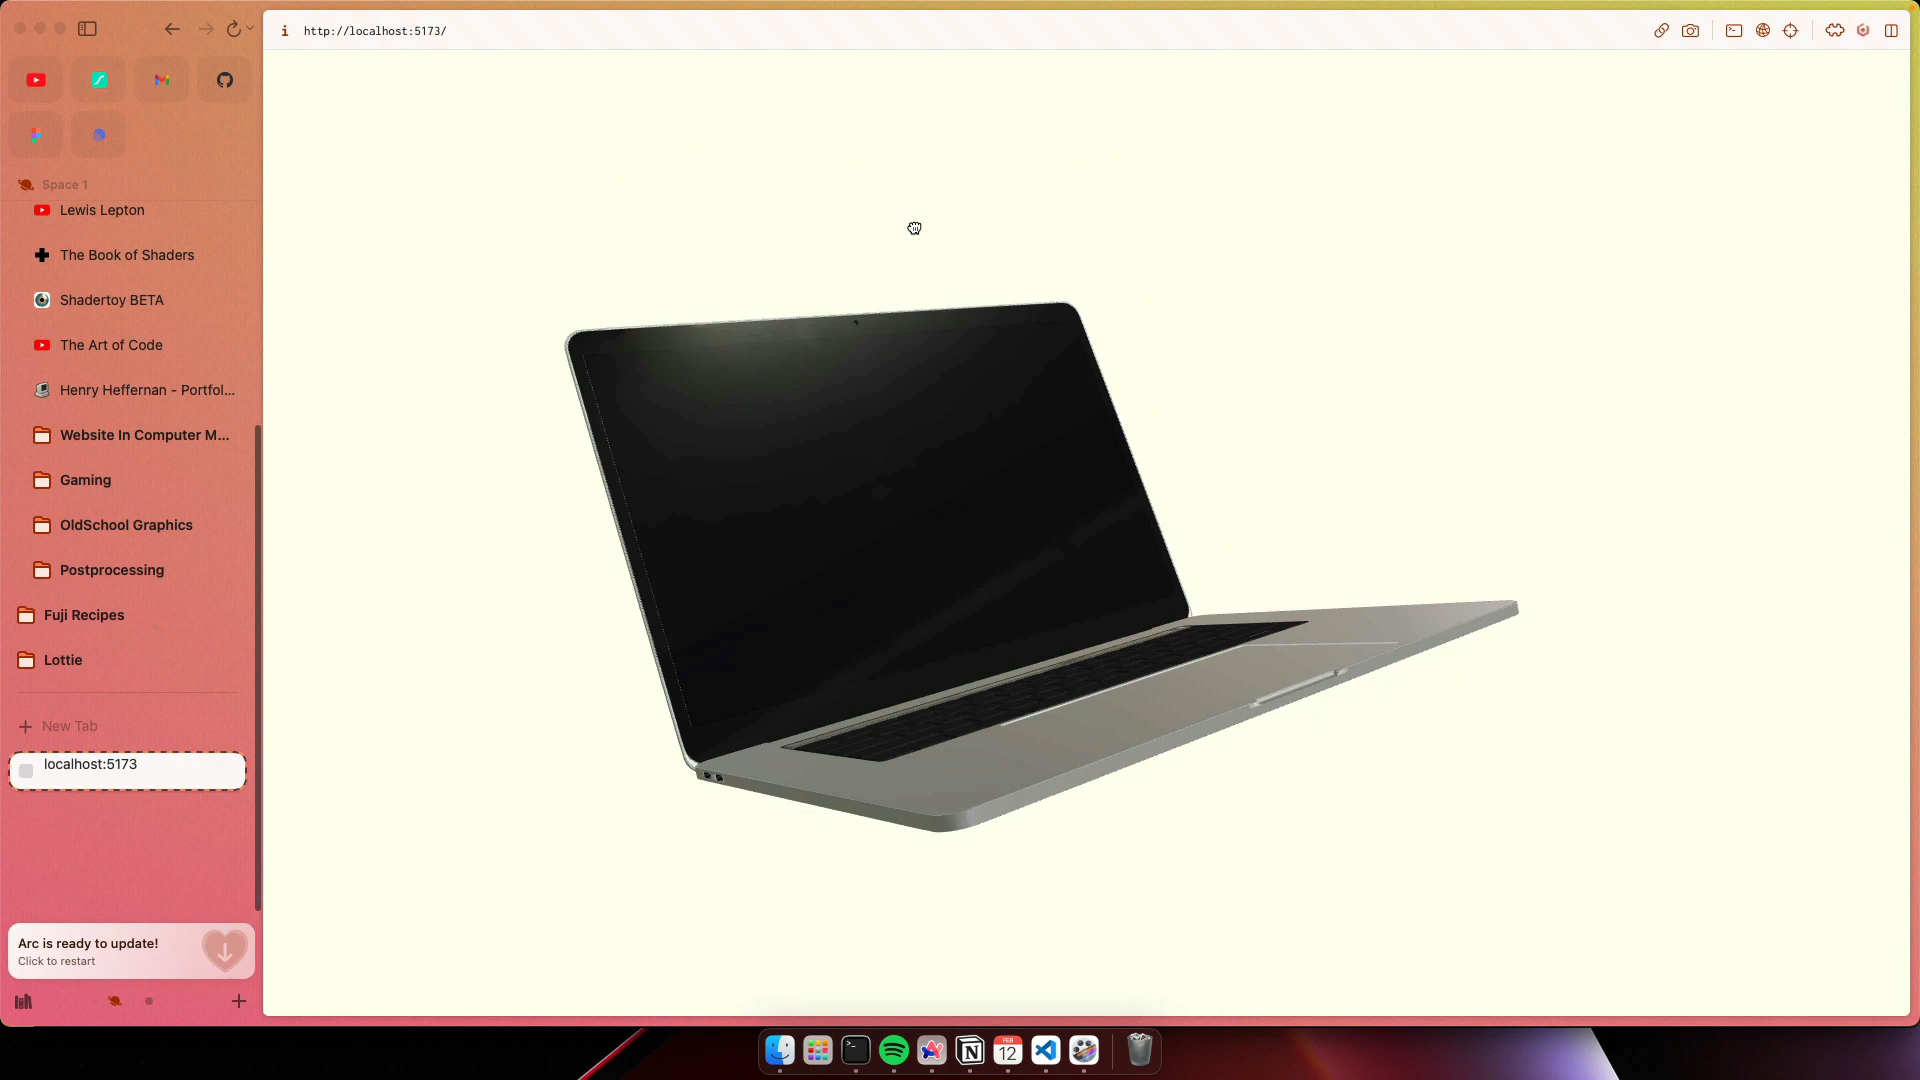 http://localhost:5173/
Space 1
Lewis Lepton
The Book of Shaders
Shadertoy BETA
The Art of Code
Henry Heffernan - Portfol...
Website In Computer M...
Gaming
OldSchool Graphics
Postprocessing
Fuji Recipes
Lottie
New Tab
localhost:5173
Arc is ready to update!
Click to restart
FEB
12